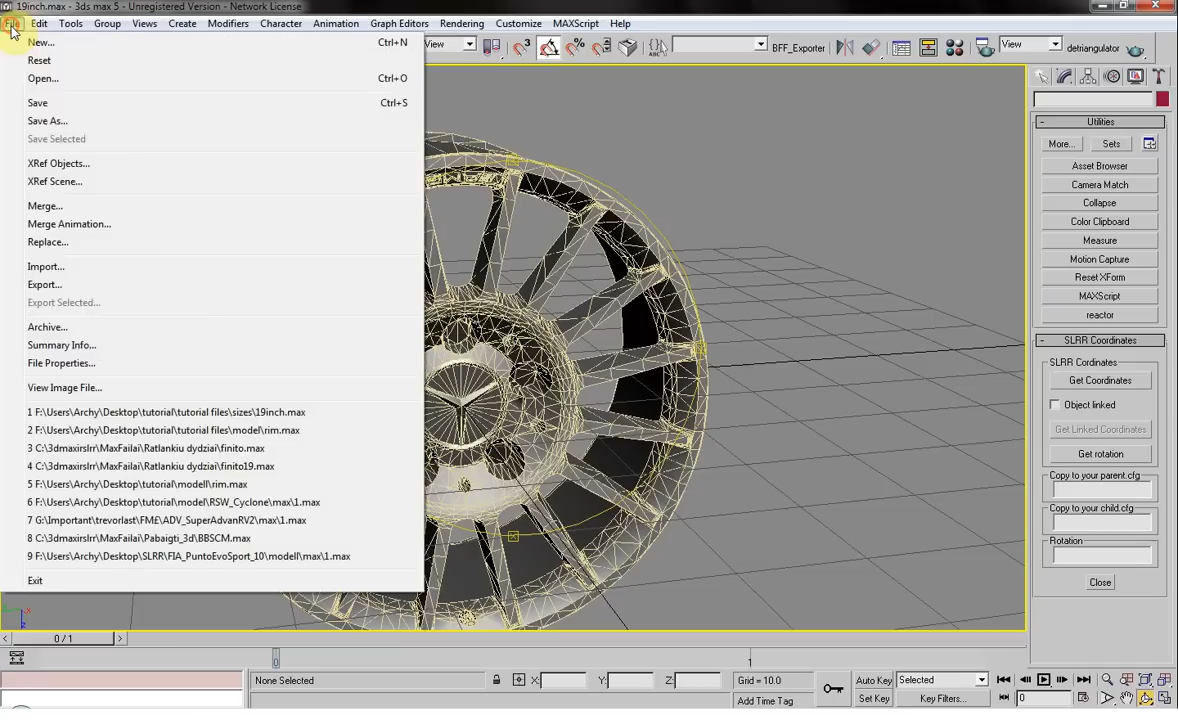 19inch.max - 3ds max 5 - Unregistered Version - Network License
File Edit Tools Group Views Create Modifiers Character Animation Graph Editors Rendering Customize MAXScript Help
New... Ctrl+N
Reset
Open... Ctrl+O
Save Ctrl+S
Save As...
Save Selected
XRef Objects...
XRef Scene...
Merge...
Merge Animation...
Replace...
Import...
Export...
Export Selected...
Archive...
Summary Info...
File Properties...
View Image File...
1 F:\Users\Archy\Desktop\tutorial\tutorial files\sizes\19inch.max
2 F:\Users\Archy\Desktop\tutorial\tutorial files\model\rim.max
3 C:\3dmaxirslrr\MaxFailai\Ratlankiu dydziai\finito.max
4 C:\3dmaxirslrr\MaxFailai\Ratlankiu dydziai\finito19.max
5 F:\Users\Archy\Desktop\tutorial\modell\rim.max
6 F:\Users\Archy\Desktop\tutorial\model\RSW_Cyclone\max\1.max
7 G:\Important\trevorlast\FM£\ADV_SuperAdvanRV2\max\1.max
8 C:\3dmaxirslrr\MaxFailai\Pabaigti_3d\BBSCM.max
9 F:\Users\Archy\Desktop\SLRR\FIA_PuntoEvoSport_10\modell\max\1.max
Exit
View BFF_Exporter View detriangulator
- Utilities
More... Sets
Asset Browser
Camera Match
Collapse
Color Clipboard
Measure
Motion Capture
Reset XForm
MAXScript
reactor
- SLRR Coordinates
SLRR Cordinates
Get Coordinates
Object linked
Get Linked Coordinates
Get rotation
Copy to your parent.cfg
Copy to your child.cfg
Rotation
Close
< 0 / 1 >
0 1
None Selected X: Y: Z: Grid = 10.0 Auto Key Selected
Add Time Tag Set Key Key Filters... 0